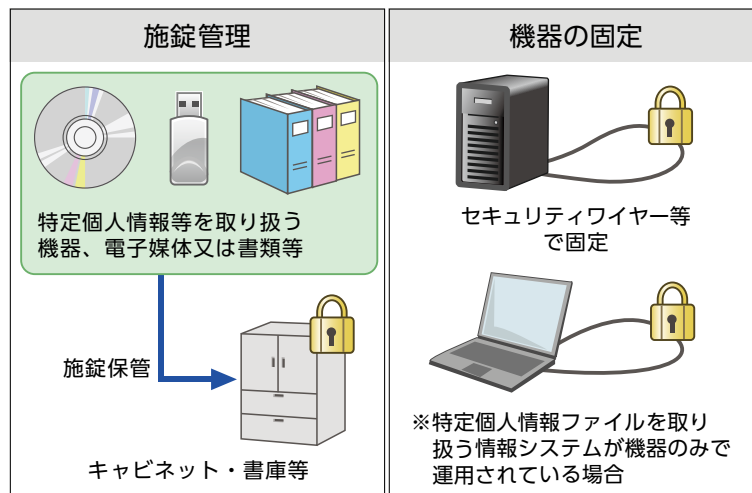 施錠管理
特定個人情報等を取り扱う
機器、電子媒体又は書類等
施錠保管
キャビネット・書庫等
機器の固定
セキュリティワイヤー等
で固定
※特定個人情報ファイルを取り
扱う情報システムが機器のみで
運用されている場合